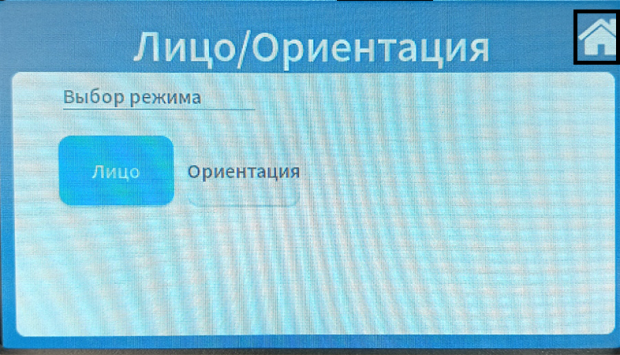 Лицо/Ориентация
Выбор режима
Лицо
Ориентация